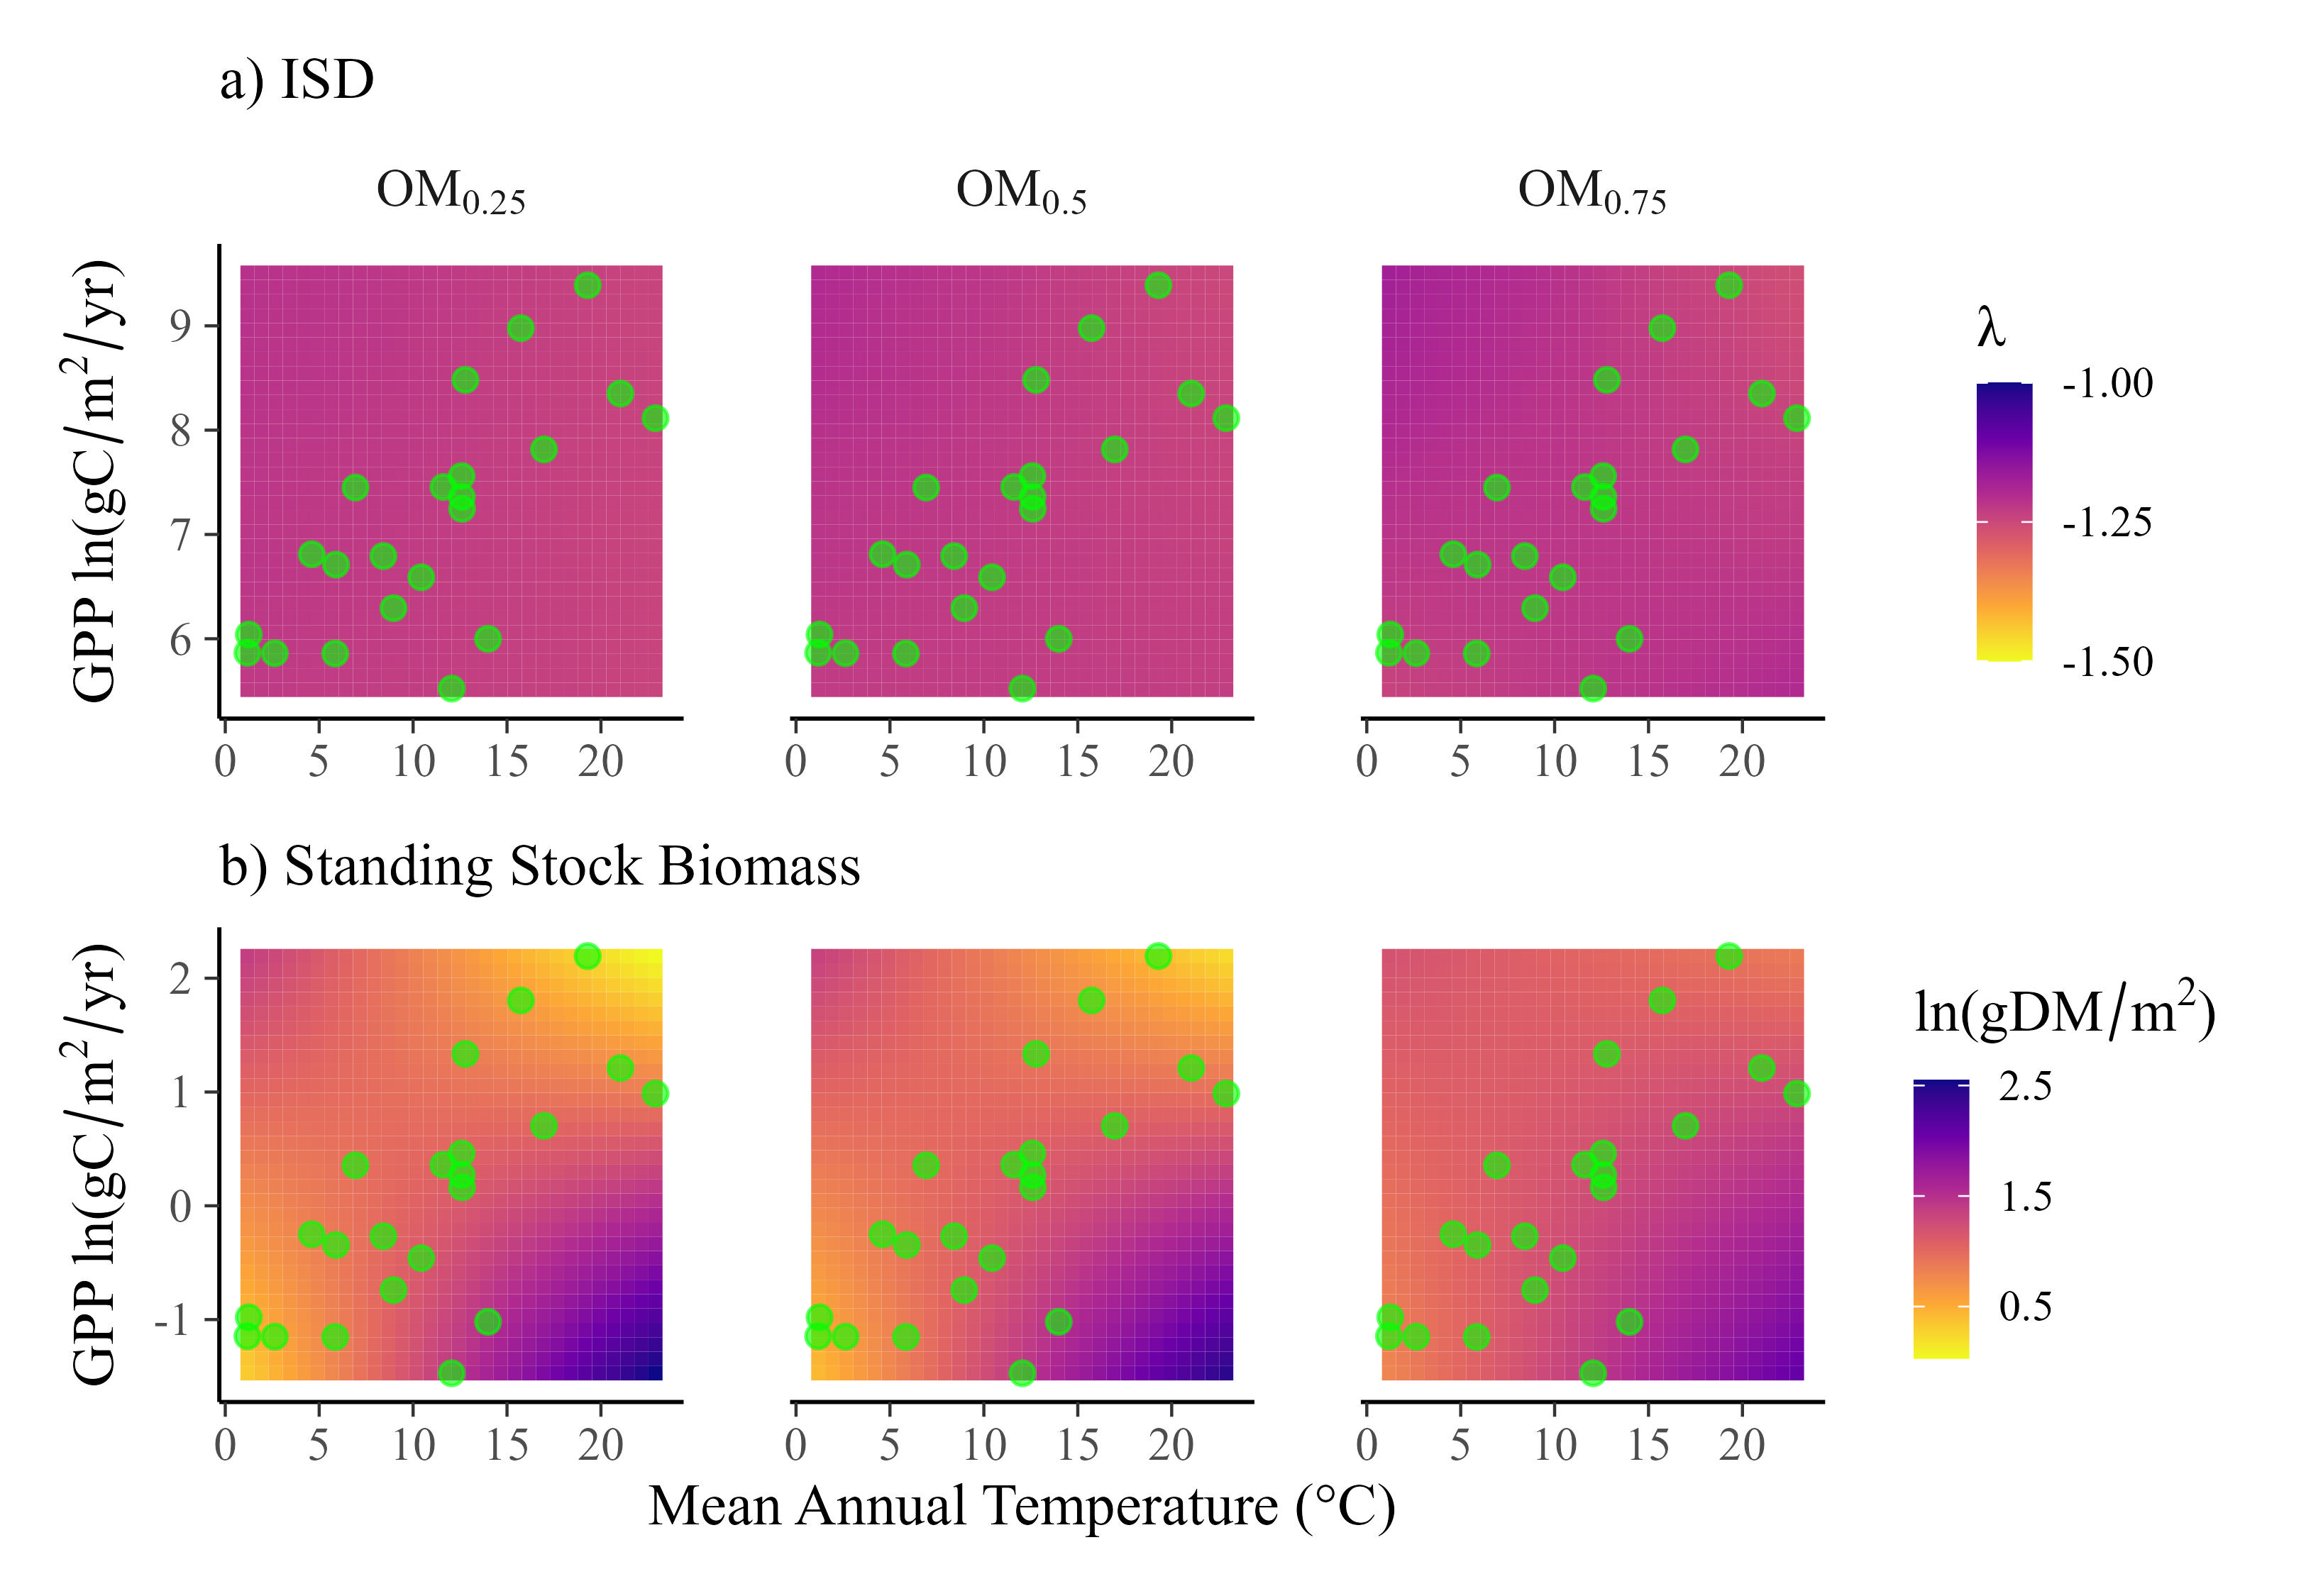 a) ISD
OM0.25 OM0.5 OM0.75
GPP ln(gC/m²/yr)
9
8
7
6
0 5 10 15 20 0 5 10 15 20 0 5 10 15 20
λ
-1.00
-1.25
-1.50
b) Standing Stock Biomass
GPP ln(gC/m²/yr)
2
1
0
-1
0 5 10 15 20 0 5 10 15 20 0 5 10 15 20
Mean Annual Temperature (°C)
ln(gDM/m²)
2.5
1.5
0.5